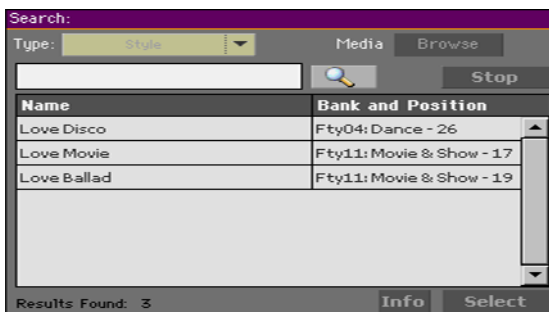 Search:
Type: Style Media Browse
Stop
Name Bank and Position
Love Disco Fty04: Dance - 26
Love Movie Fty11: Movie & Show - 17
Love Ballad Fty11: Movie & Show - 19
Results Found: 3 Info Select